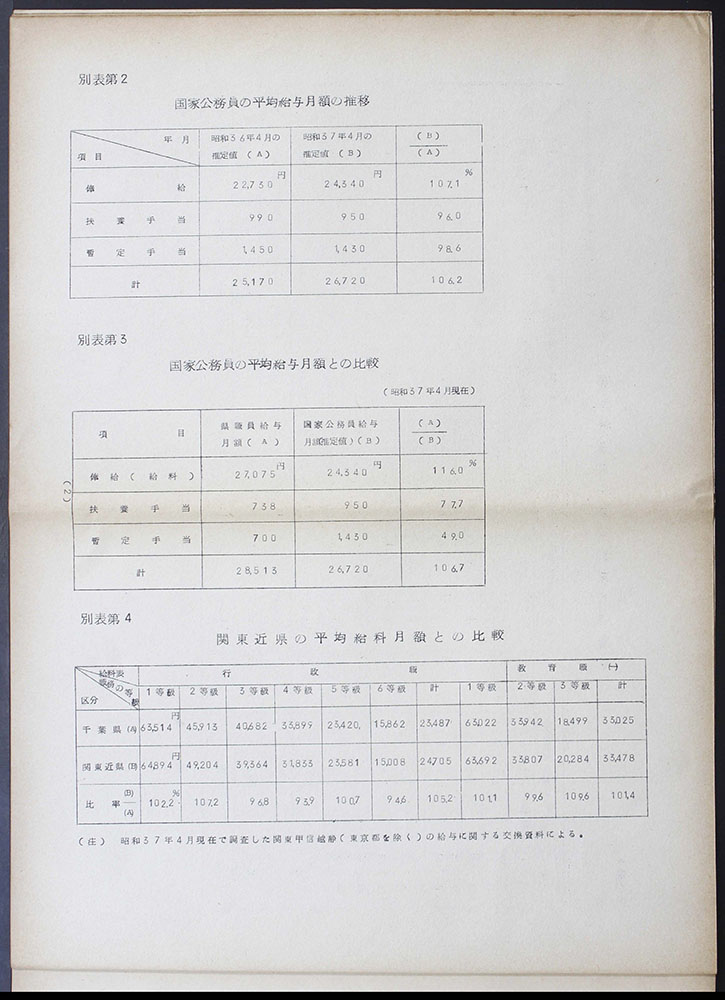 別表第2
国家公務員の平均給与月額の推移
年 月 昭和36年4月の 昭和37年4月の (B)
項 目 推定値 (A) 推定値 (B) (A)
俸 給 22,730円 24,340円 107.1%
扶 養 手 当 990 950 96.0
暫 定 手 当 1,450 1,430 98.6
計 25,170 26,720 106.2
別表第3
国家公務員の平均給与月額との比較
(昭和37年4月現在)
項 目 県職員給与 国家公務員給与 (A)
月額(A) 月額(推定値)(B) (B)
俸給(給料) 27,075円 24,340円 116.0%
扶 養 手 当 738 950 77.7
暫 定 手 当 700 1,430 49.0
計 28,513 26,720 106.7
(2)
別表第4
関東近県の平均給料月額との比較
給料表 行 政 職 教 育 職 (一)
職務の等級
区分 1等級 2等級 3等級 4等級 5等級 6等級 計 1等級 2等級 3等級 計
千葉県(A) 63,514円 45,913 40,682 33,899 23,420 15,862 23,487 63,022 33,942 18,499 33,025
関東近県(B) 64,894円 49,204 39,364 31,833 23,581 15,008 24,705 63,692 33,807 20,284 33,478
比率 (B) (A) 102.2% 107.2 96.8 93.9 100.7 94.6 105.2 101.1 99.6 109.6 101.4
(註) 昭和37年4月現在で調査した関東甲信越静(東京都を除く)の給与に関する交換資料による。